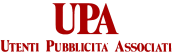 UPA
UTENTI PUBBLICITA' ASSOCIATI